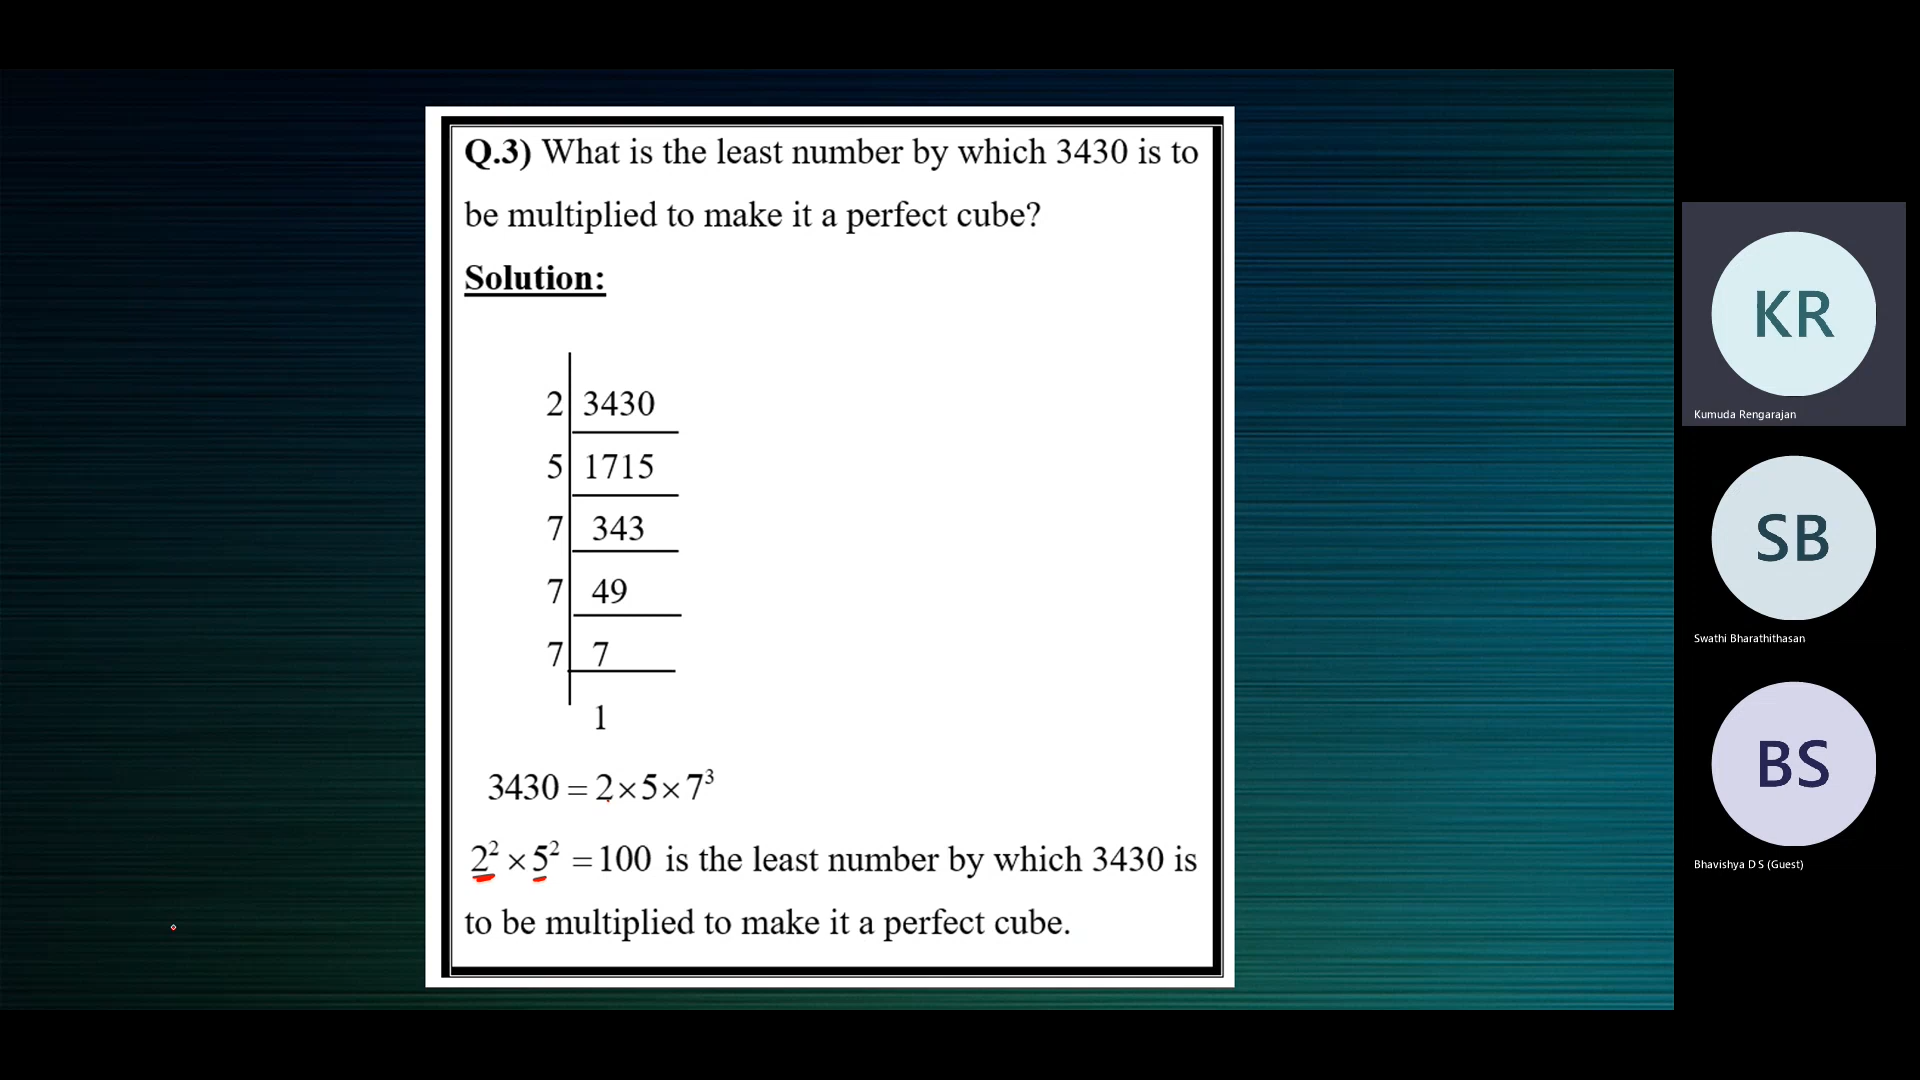 Q.3) What is the least number by which 3430 is to
be multiplied to make it a perfect cube?
Solution:
2 3430
5 1715
7 343
7 49
7 7
1
3430 = 2×5×7³
2² × 5² = 100 is the least number by which 3430 is
to be multiplied to make it a perfect cube.
KR
Kumuda Rengarajan
SB
Swathi Bharathithasan
BS
Bhavishya D S (Guest)